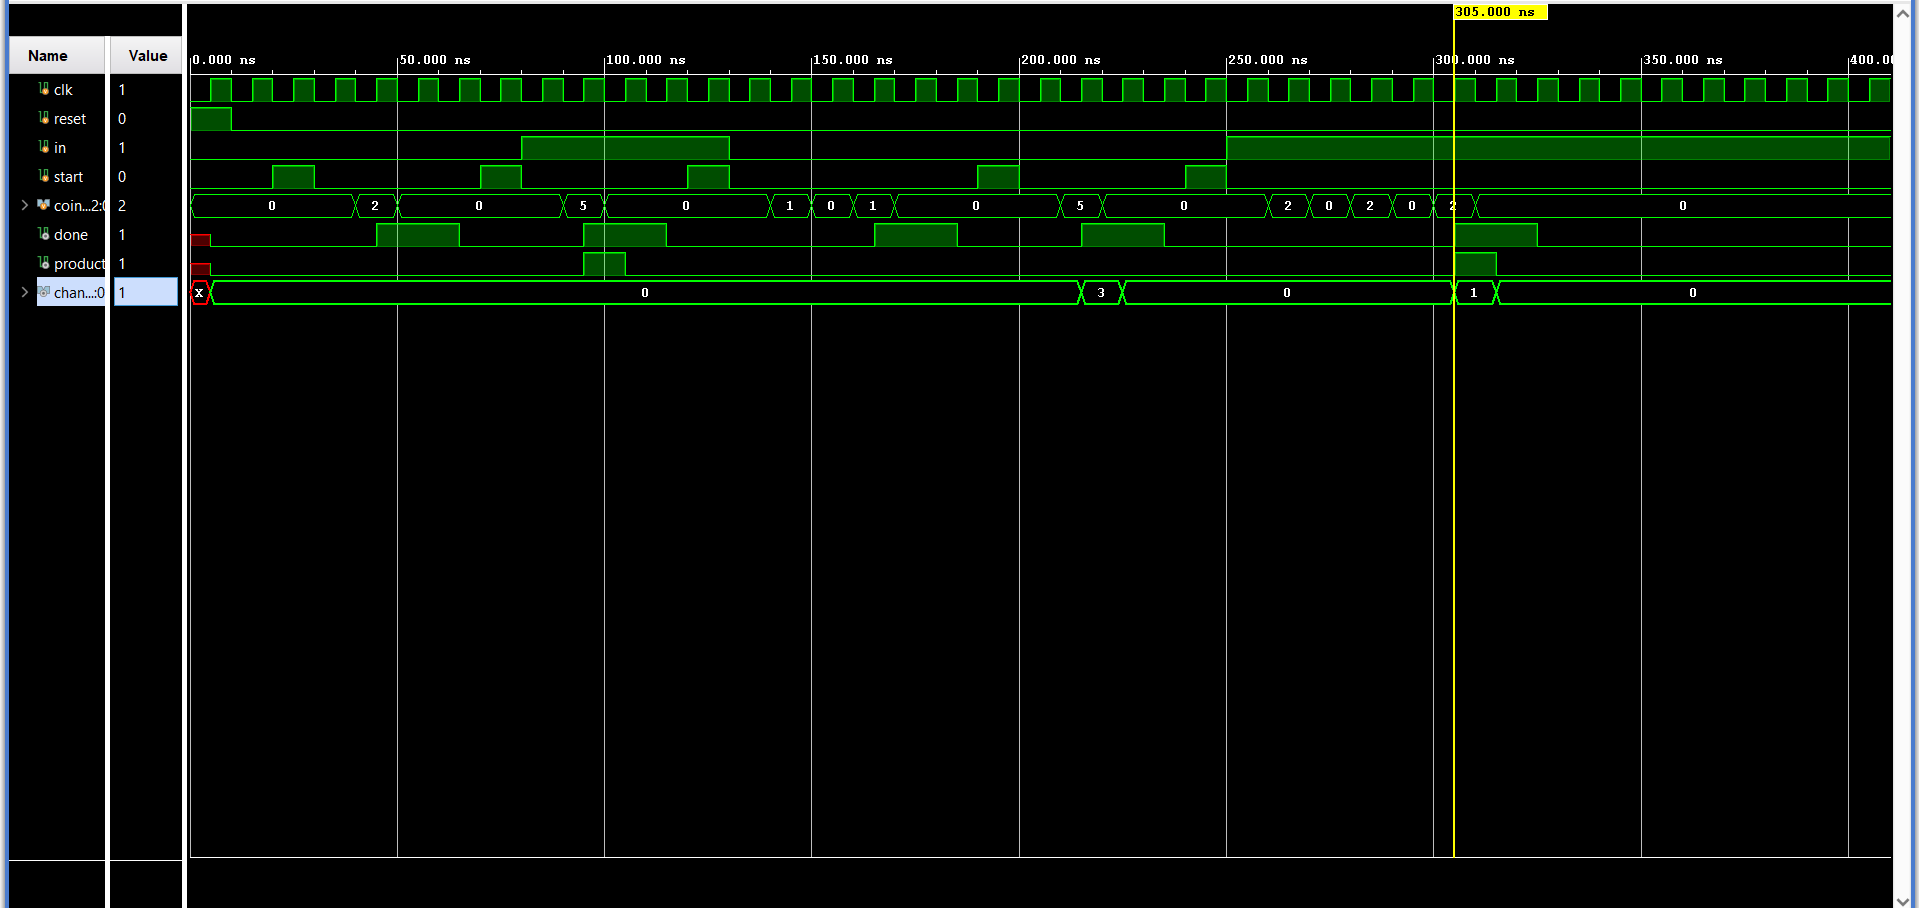 305.000 ns
Name Value
0.000 ns 50.000 ns 100.000 ns 150.000 ns 200.000 ns 250.000 ns 300.000 ns 350.000 ns 400.0
clk 1
reset 0
in 1
start 0
coin...2:0 2 0 2 0 5 0 1 0 1 0 5 0 2 0 2 0 2 0
done 1
product 1
chan...:0 1 X 0 3 0 1 0